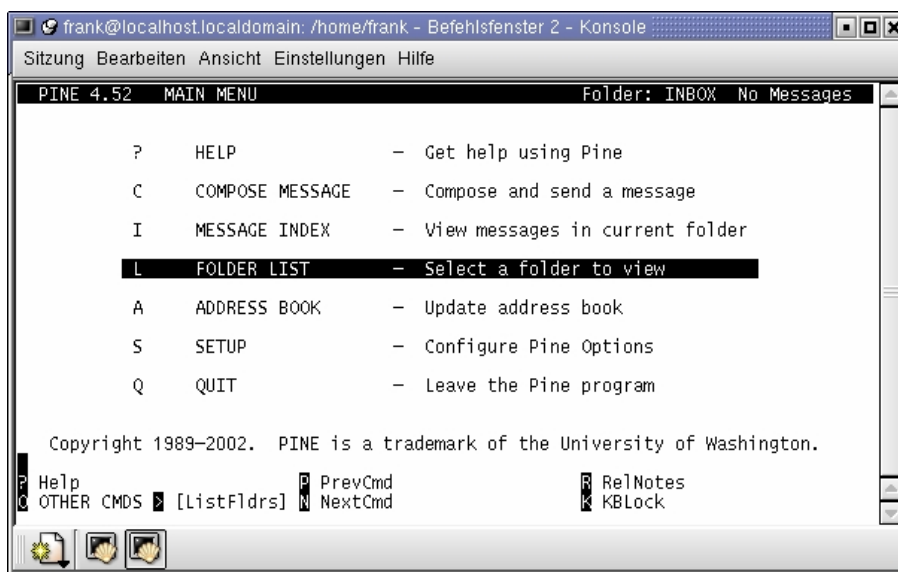 frank@localhost.localdomain: /home/frank - Befehlsfenster 2 - Konsole
Sitzung Bearbeiten Ansicht Einstellungen Hilfe
PINE 4.52 MAIN MENU Folder: INBOX No Messages
? HELP - Get help using Pine
C COMPOSE MESSAGE - Compose and send a message
I MESSAGE INDEX - View messages in current folder
L FOLDER LIST - Select a folder to view
A ADDRESS BOOK - Update address book
S SETUP - Configure Pine Options
Q QUIT - Leave the Pine program
Copyright 1989-2002. PINE is a trademark of the University of Washington.
? Help P PrevCmd R RelNotes
O OTHER CMDS > [ListFldrs] N NextCmd K KBLock